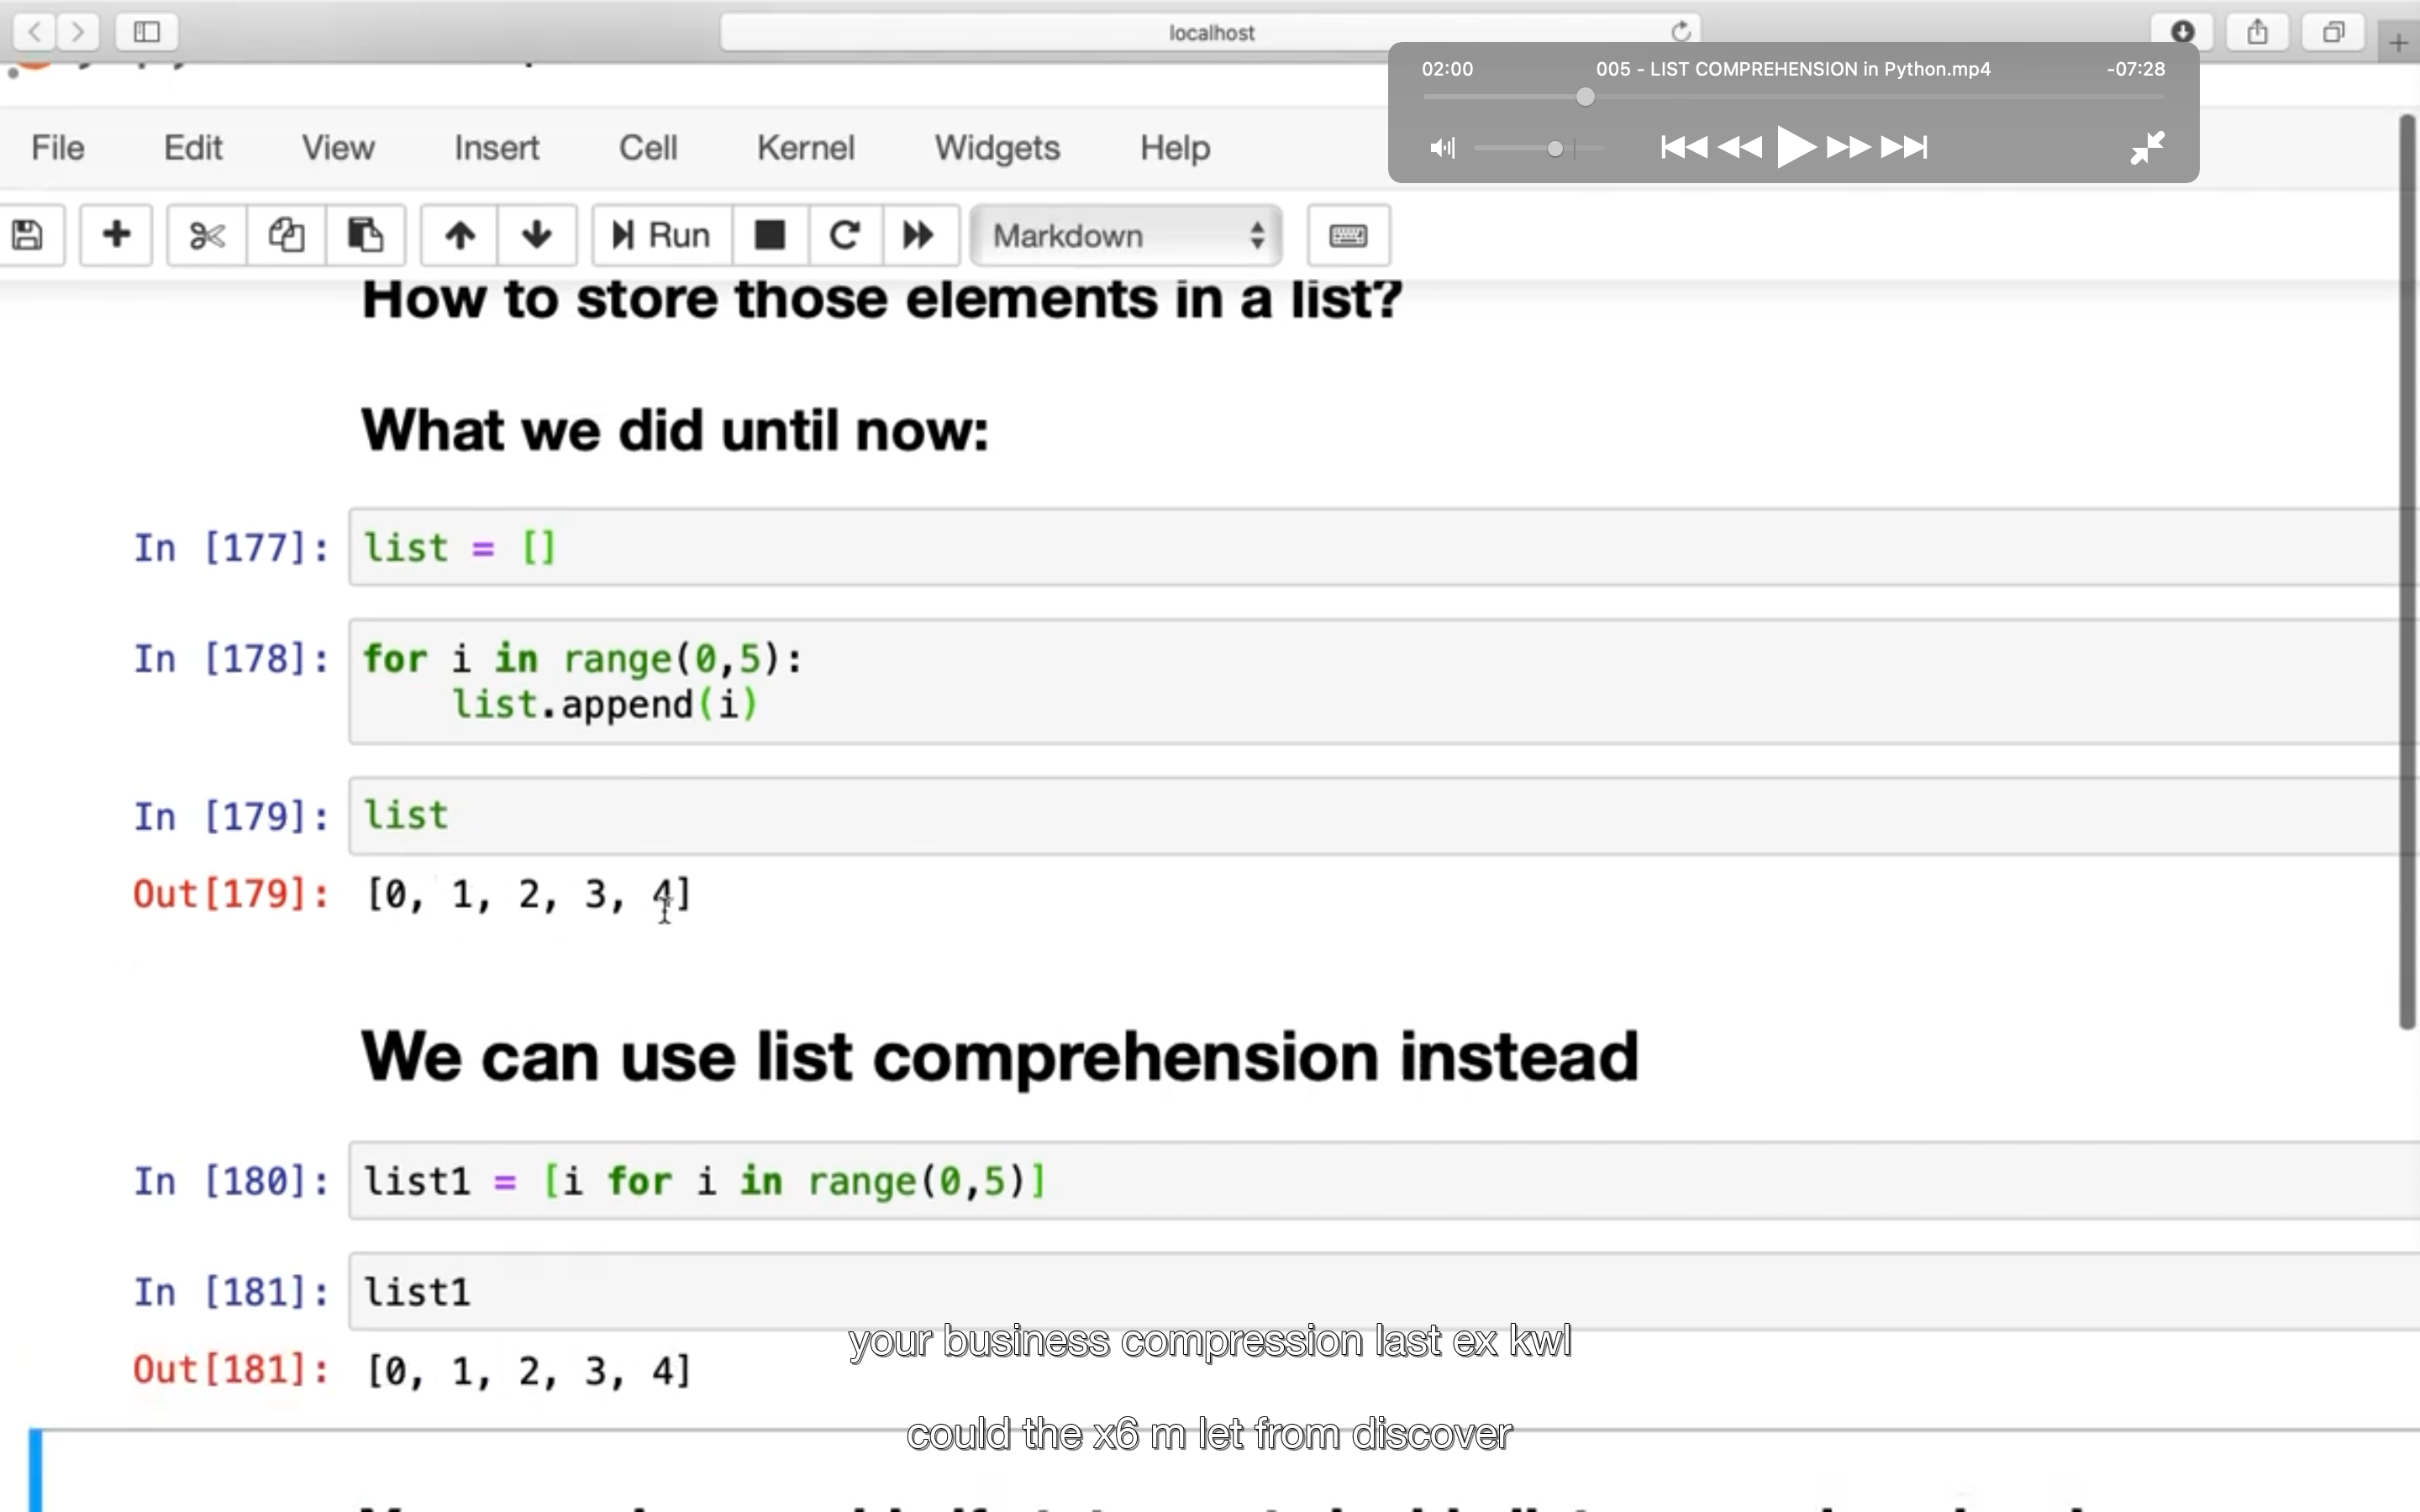 localhost
02:00 005 - LIST COMPREHENSION in Python.mp4 -07:28
File Edit View Insert Cell Kernel Widgets Help
Run Markdown
How to store those elements in a list?
What we did until now:
In [177]: list = []
In [178]: for i in range(0,5):
list.append(i)
In [179]: list
Out[179]: [0, 1, 2, 3, 4]
We can use list comprehension instead
In [180]: list1 = [i for i in range(0,5)]
In [181]: list1
your business compression last ex kwl
Out[181]: [0, 1, 2, 3, 4]
could the x6 m let from discover